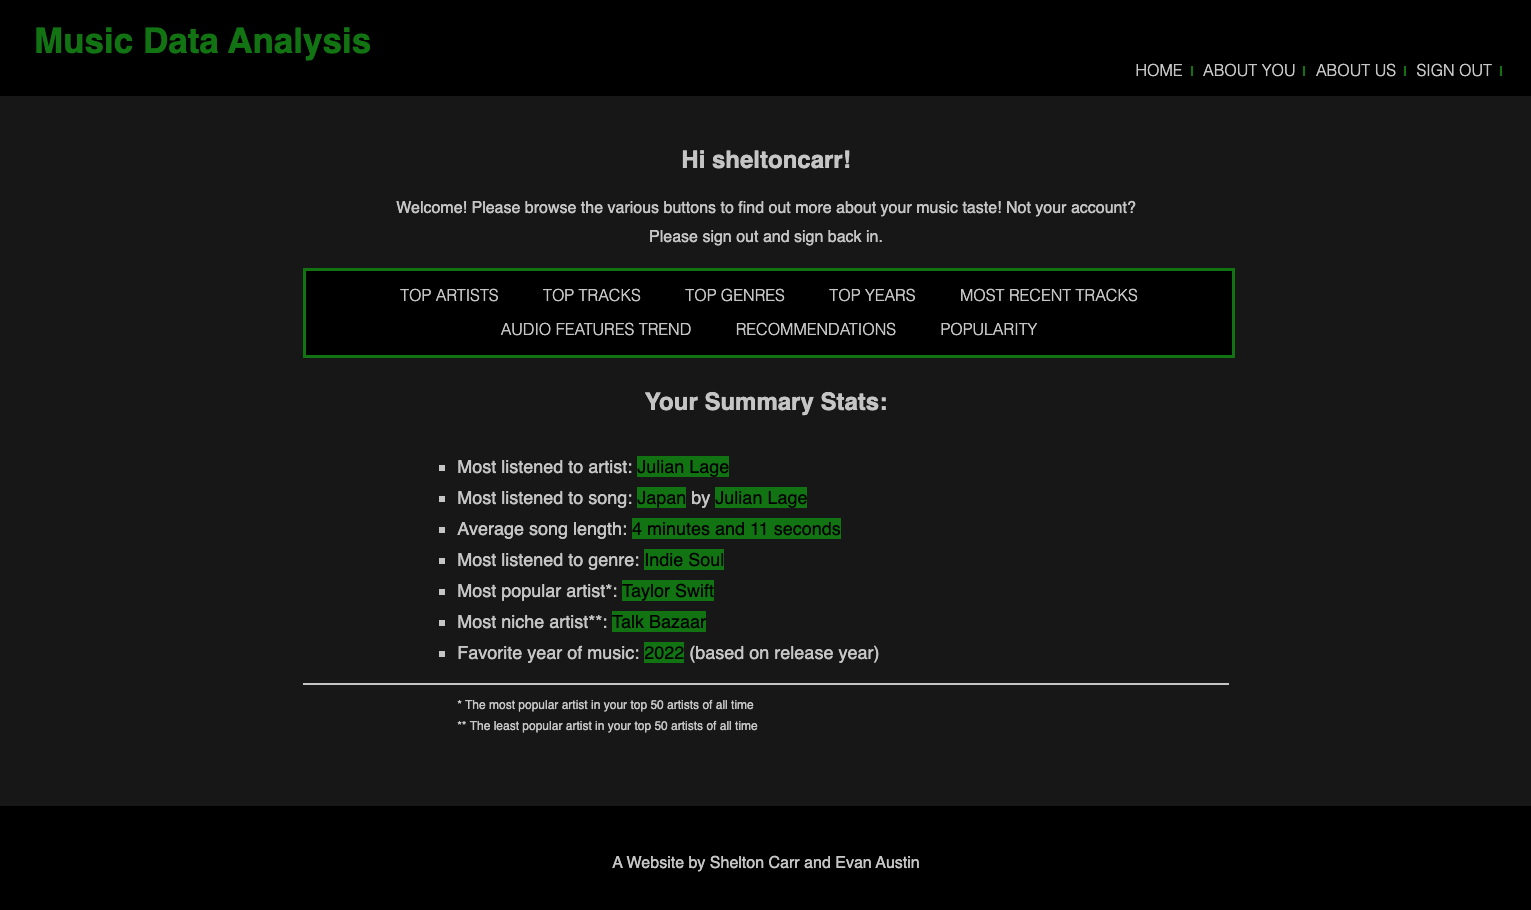 Music Data Analysis
HOME | ABOUT YOU | ABOUT US | SIGN OUT |
Hi sheltoncarr!
Welcome! Please browse the various buttons to find out more about your music taste! Not your account?
Please sign out and sign back in.
TOP ARTISTS TOP TRACKS TOP GENRES TOP YEARS MOST RECENT TRACKS
AUDIO FEATURES TREND RECOMMENDATIONS POPULARITY
Your Summary Stats:
▪ Most listened to artist: Julian Lage
▪ Most listened to song: Japan by Julian Lage
▪ Average song length: 4 minutes and 11 seconds
▪ Most listened to genre: Indie Soul
▪ Most popular artist*: Taylor Swift
▪ Most niche artist**: Talk Bazaar
▪ Favorite year of music: 2022 (based on release year)
* The most popular artist in your top 50 artists of all time
** The least popular artist in your top 50 artists of all time
A Website by Shelton Carr and Evan Austin